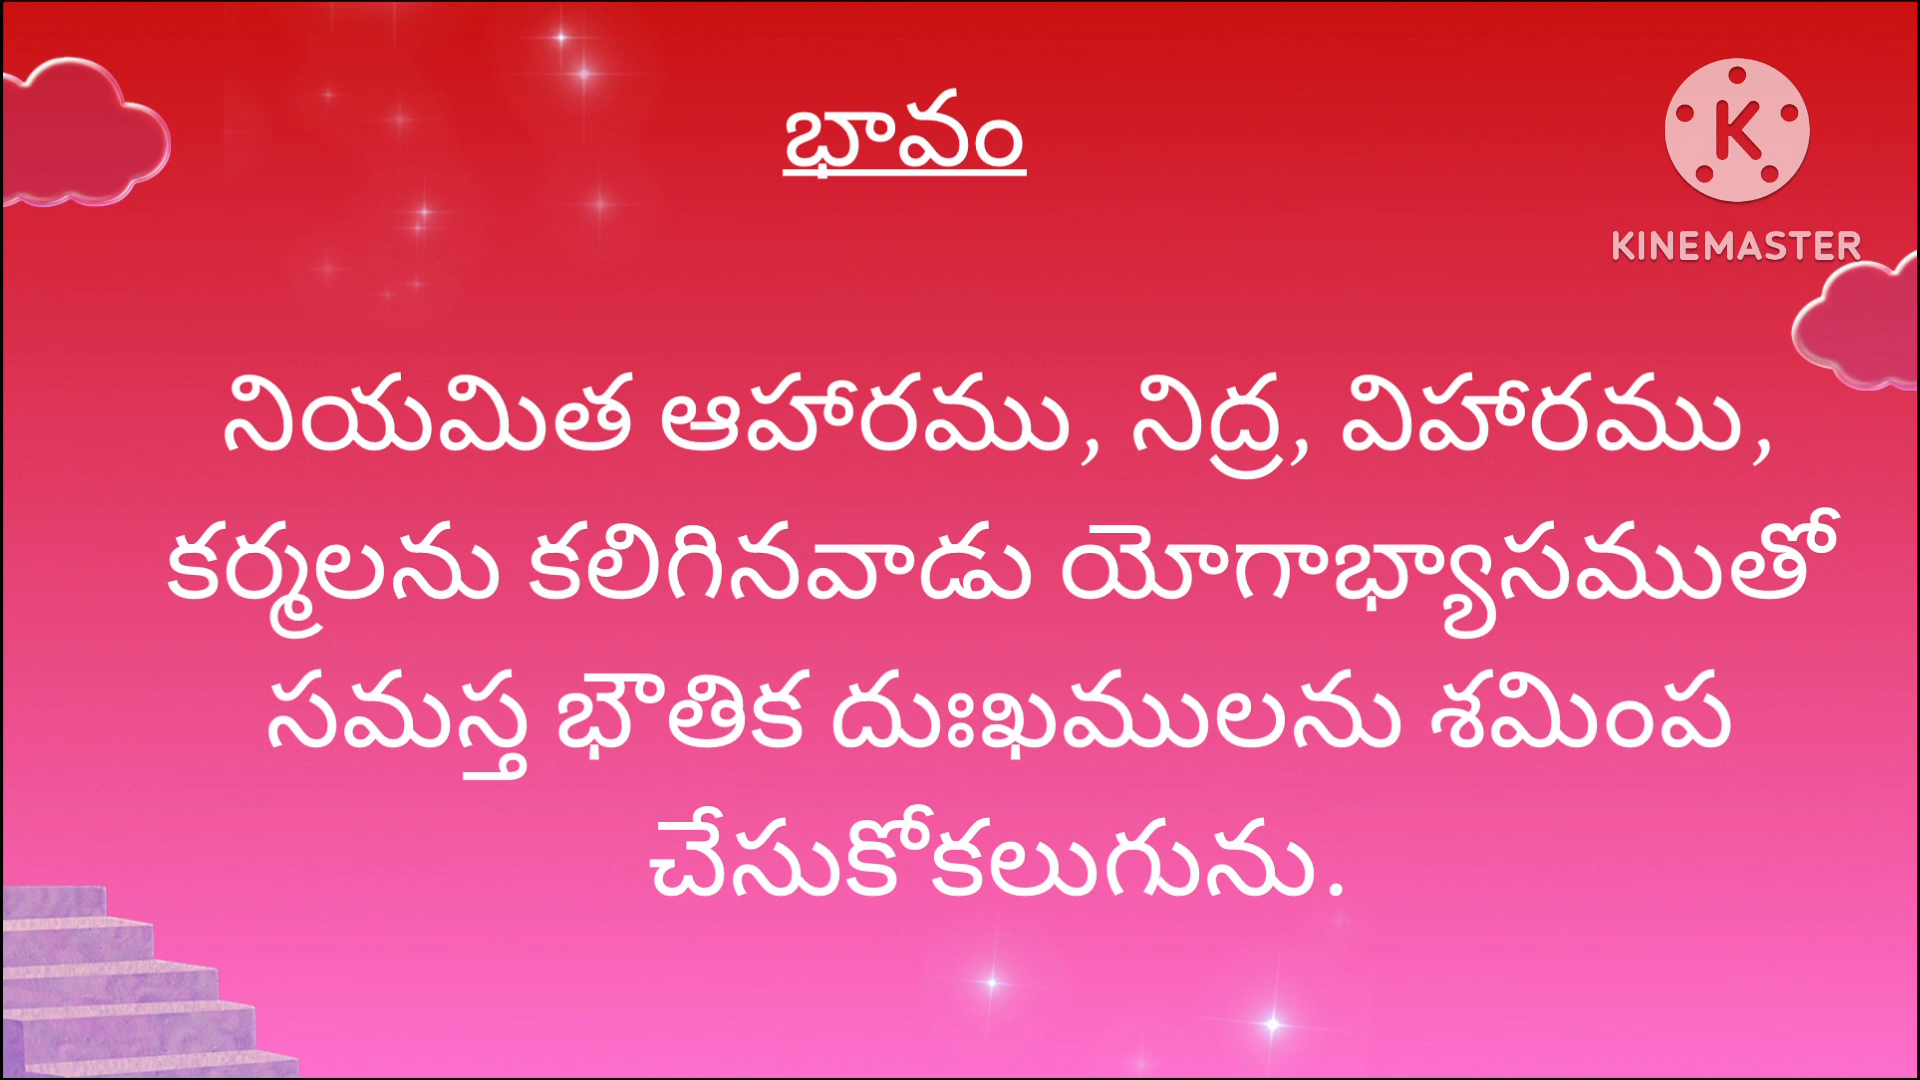 భావం
KINEMASTER
నియమిత ఆహారము, నిద్ర, విహారము,
కర్మలను కలిగినవాడు యోగాభ్యాసముతో
సమస్త భౌతిక దుఃఖములను శమింప
చేసుకోకలుగును.